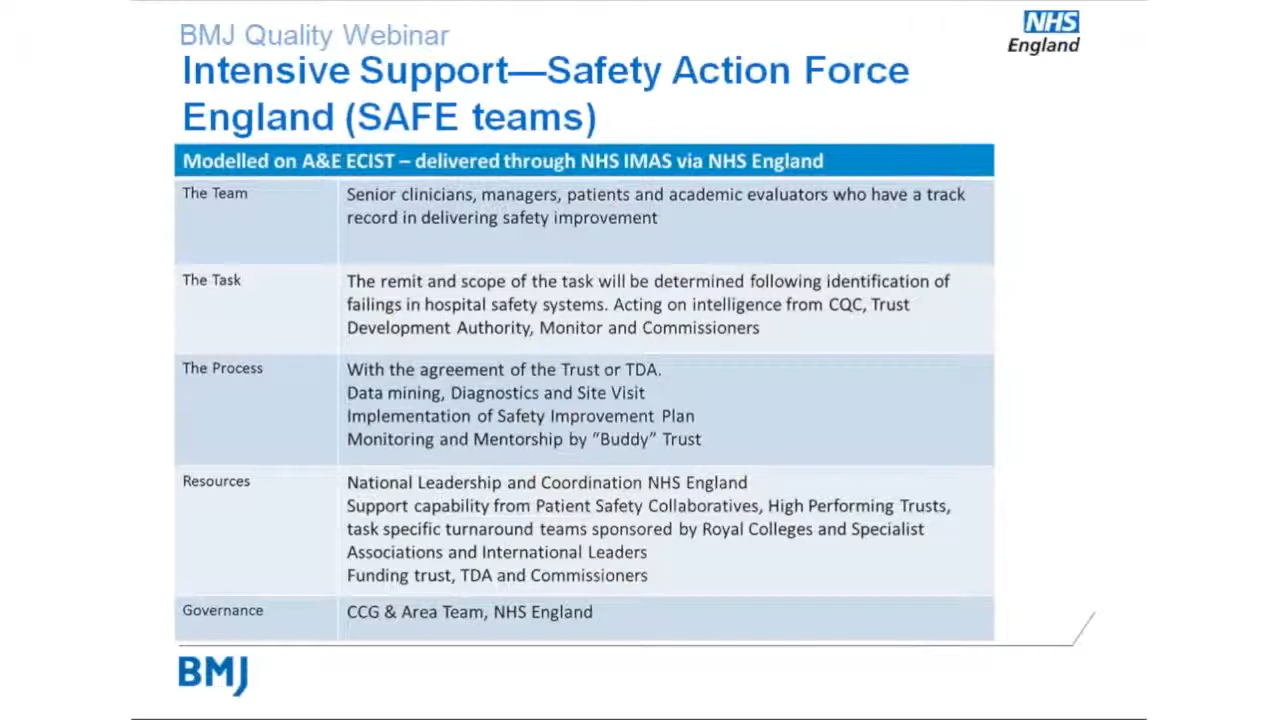 BMJ Quality Webinar
NHS
England
Intensive Support—Safety Action Force
England (SAFE teams)
Modelled on A&E ECIST – delivered through NHS IMAS via NHS England
The Team
Senior clinicians, managers, patients and academic evaluators who have a track
record in delivering safety improvement
The Task
The remit and scope of the task will be determined following identification of
failings in hospital safety systems. Acting on intelligence from CQC, Trust
Development Authority, Monitor and Commissioners
The Process
With the agreement of the Trust or TDA.
Data mining, Diagnostics and Site Visit
Implementation of Safety Improvement Plan
Monitoring and Mentorship by “Buddy” Trust
Resources
National Leadership and Coordination NHS England
Support capability from Patient Safety Collaboratives, High Performing Trusts,
task specific turnaround teams sponsored by Royal Colleges and Specialist
Associations and International Leaders
Funding trust, TDA and Commissioners
Governance
CCG & Area Team, NHS England
BMJ